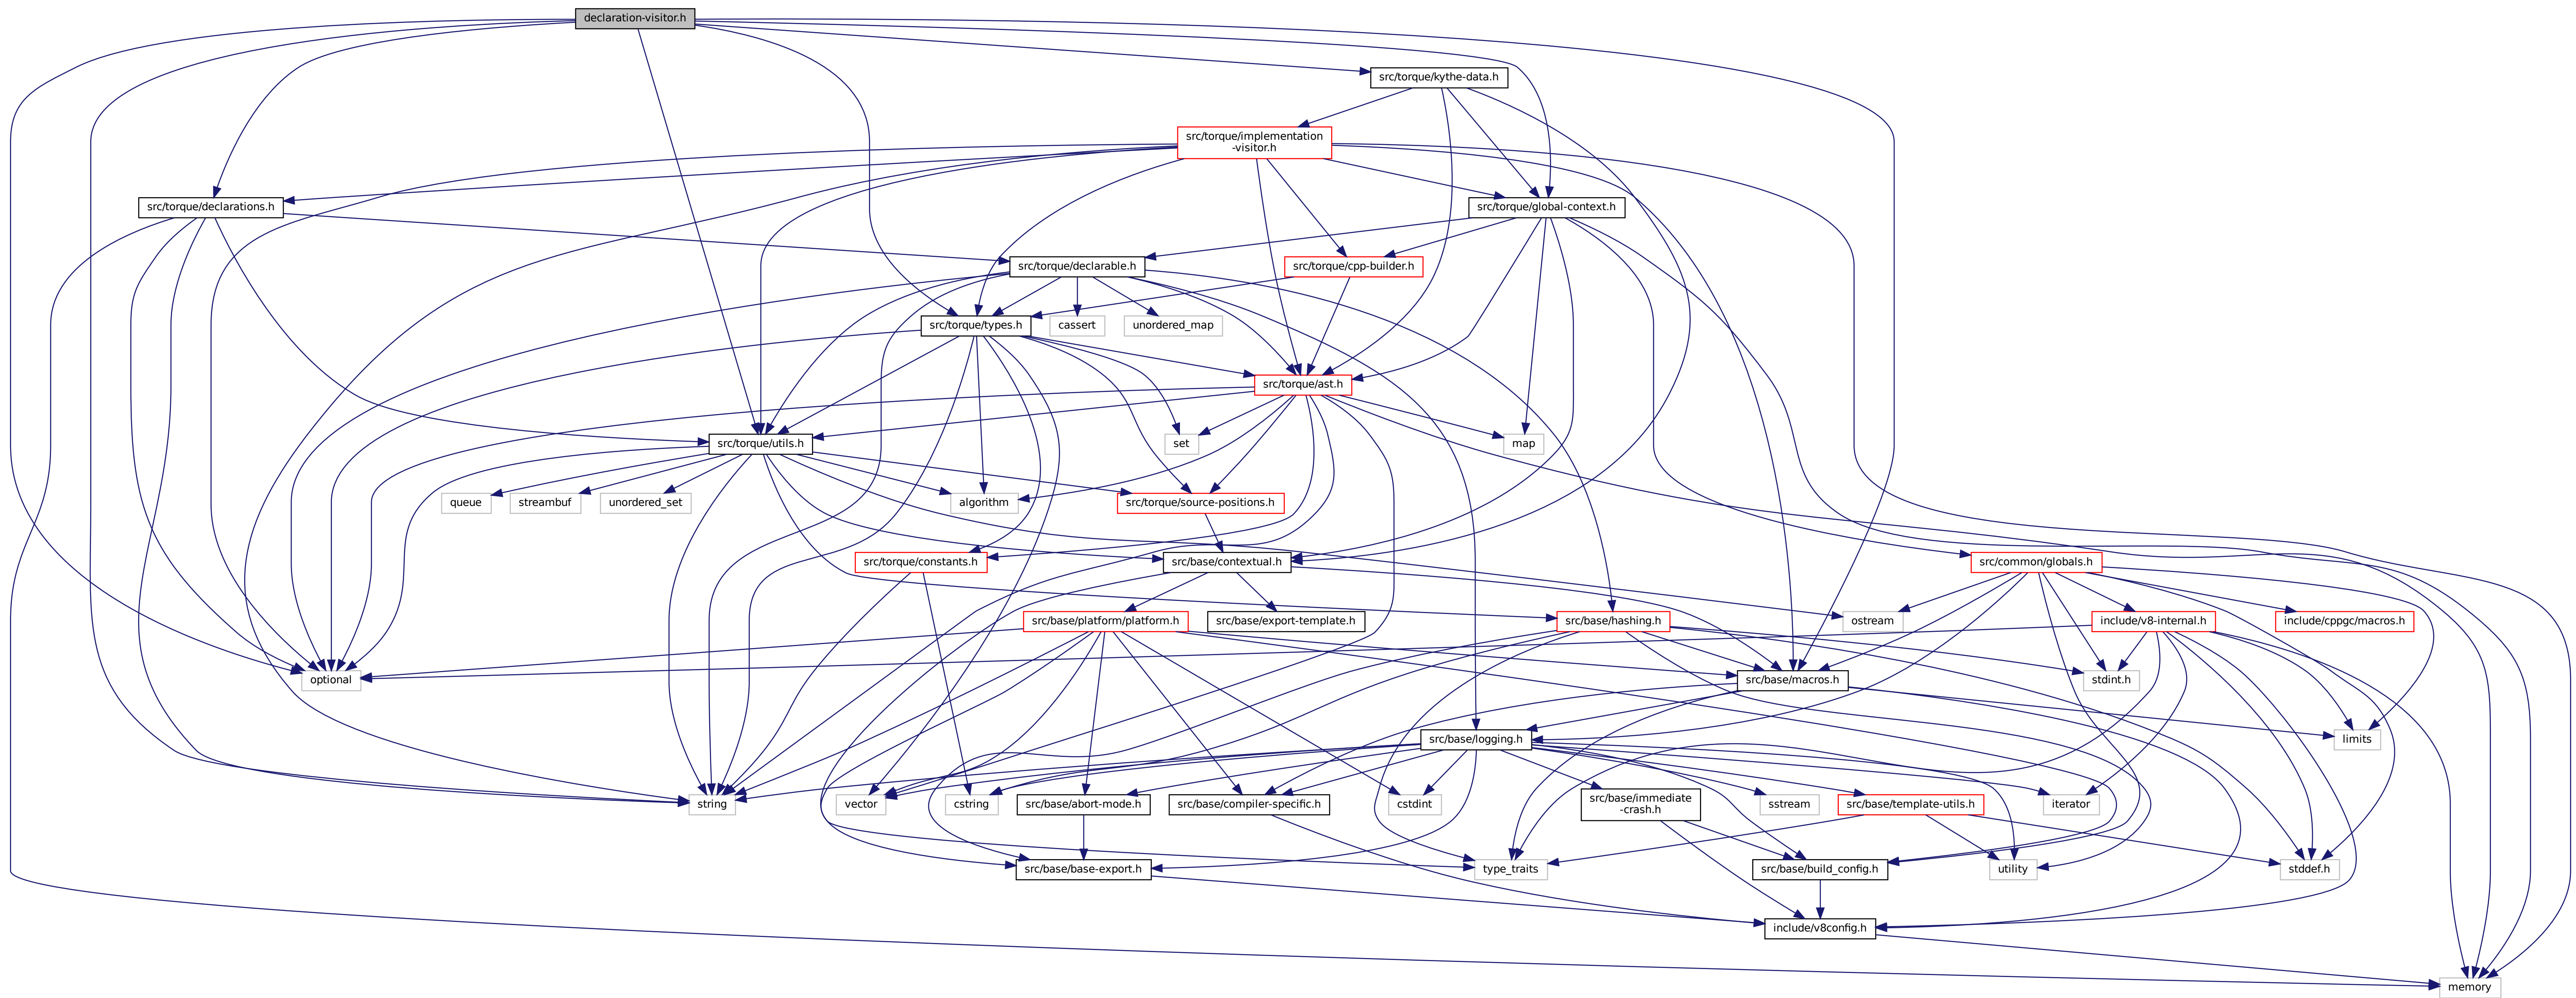 declaration-visitor.h
src/torque/kythe-data.h
src/torque/implementation
-visitor.h
src/torque/declarations.h
src/torque/global-context.h
src/torque/declarable.h
src/torque/cpp-builder.h
src/torque/types.h
cassert
unordered_map
src/torque/ast.h
src/torque/utils.h
set
map
queue
streambuf
unordered_set
algorithm
src/torque/source-positions.h
src/torque/constants.h
src/base/contextual.h
src/common/globals.h
src/base/platform/platform.h
src/base/export-template.h
src/base/hashing.h
ostream
include/v8-internal.h
include/cppgc/macros.h
optional
src/base/macros.h
stdint.h
src/base/logging.h
limits
string
vector
cstring
src/base/abort-mode.h
src/base/compiler-specific.h
cstdint
src/base/immediate
-crash.h
sstream
src/base/template-utils.h
iterator
src/base/base-export.h
type_traits
src/base/build_config.h
utility
stddef.h
include/v8config.h
memory